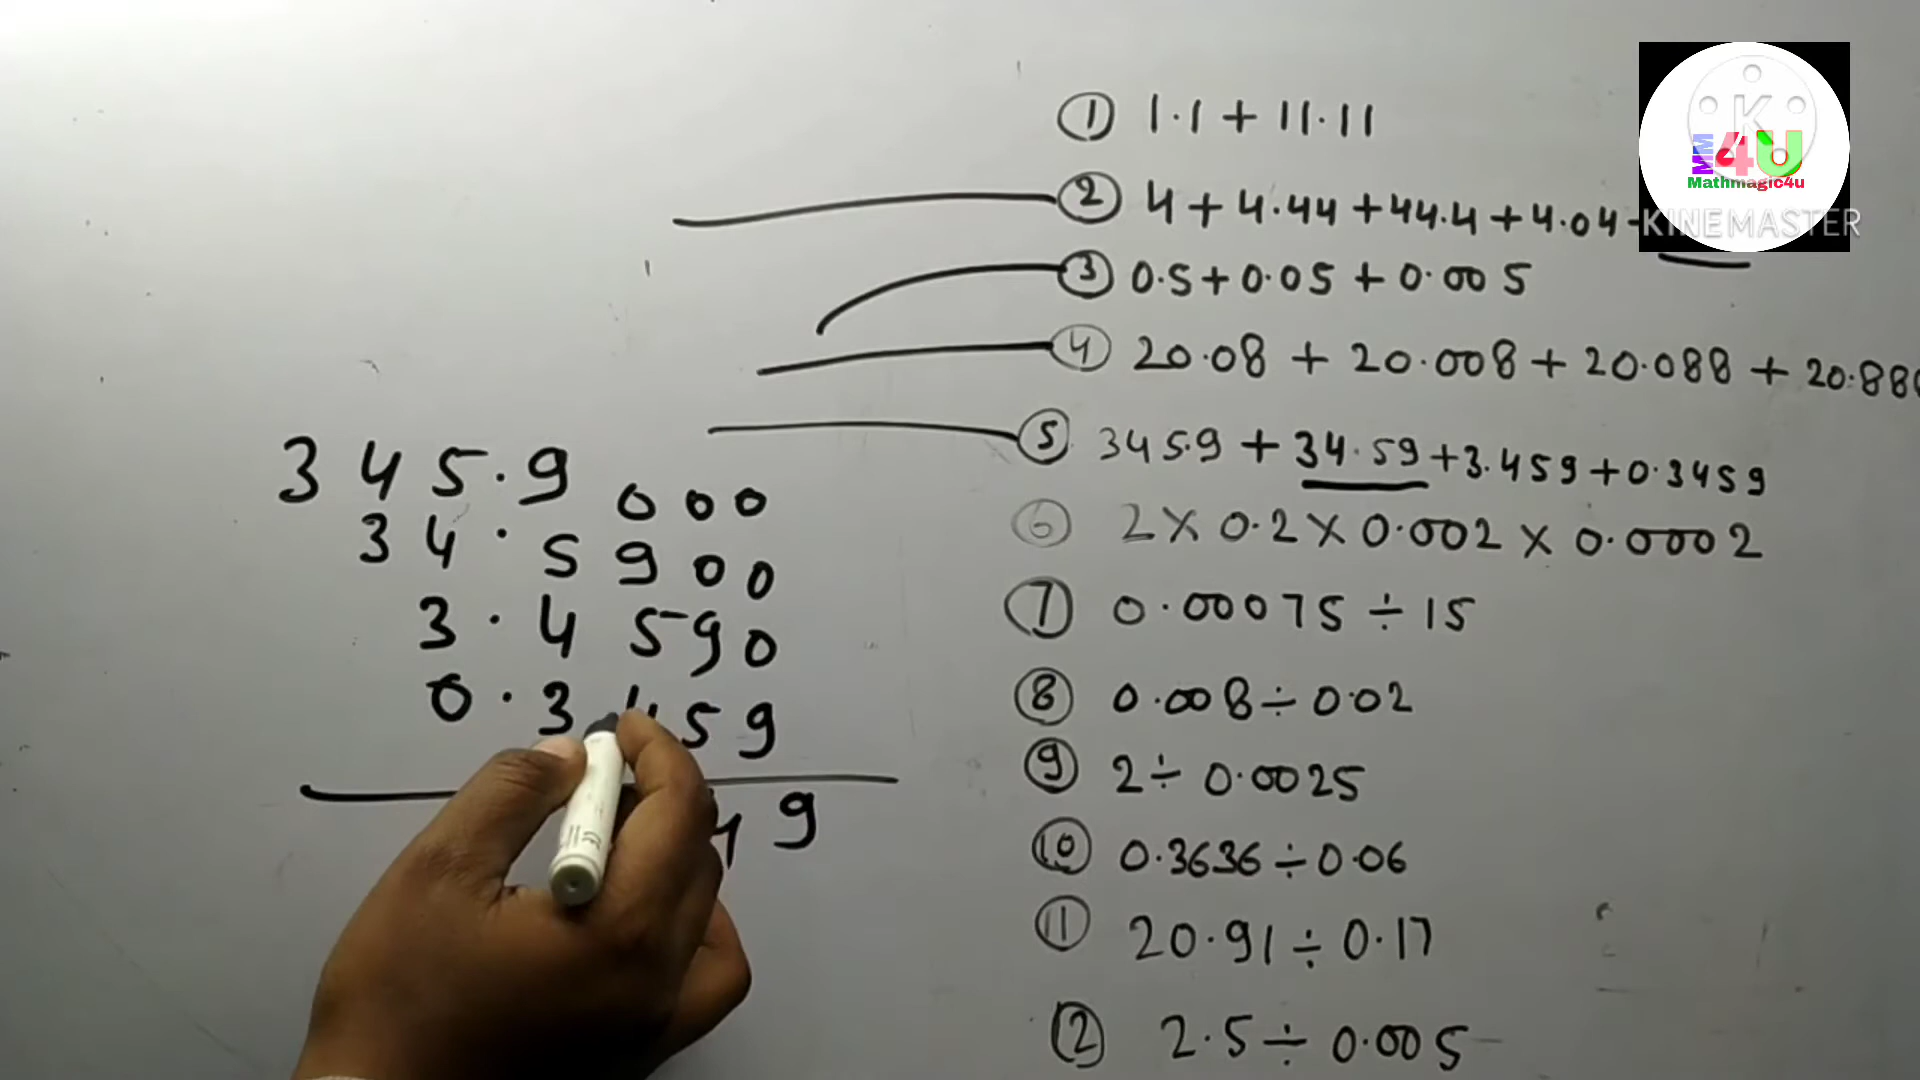 ① 1.1 + 11.11
② 4 + 4.44 + 44.4 + 4.04
③ 0.5 + 0.05 + 0.005
④ 20.08 + 20.008 + 20.088 + 20.88
⑤ 345.9 + 34.59 + 3.459 + 0.3459
⑥ 2 × 0.2 × 0.002 × 0.0002
⑦ 0.00075 ÷ 15
⑧ 0.008 ÷ 0.02
⑨ 2 ÷ 0.0025
⑩ 0.3636 ÷ 0.06
⑪ 20.91 ÷ 0.17
⑫ 2.5 ÷ 0.005
345.9000
34.5900
3.4590
0.3459
49
K
MM4U
Mathmagic4u
KINEMASTER